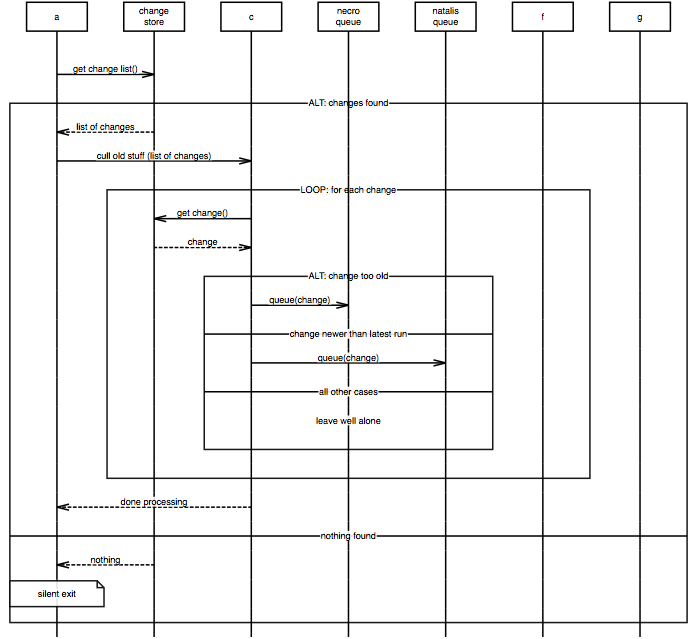 a
change
store
c
necro
queue
natalis
queue
f
g
get change list()
ALT: changes found
list of changes
cull old stuff (list of changes)
LOOP: for each change
get change()
change
ALT: change too old
queue(change)
change newer than latest run
queue(change)
all other cases
leave well alone
done processing
nothing found
nothing
silent exit